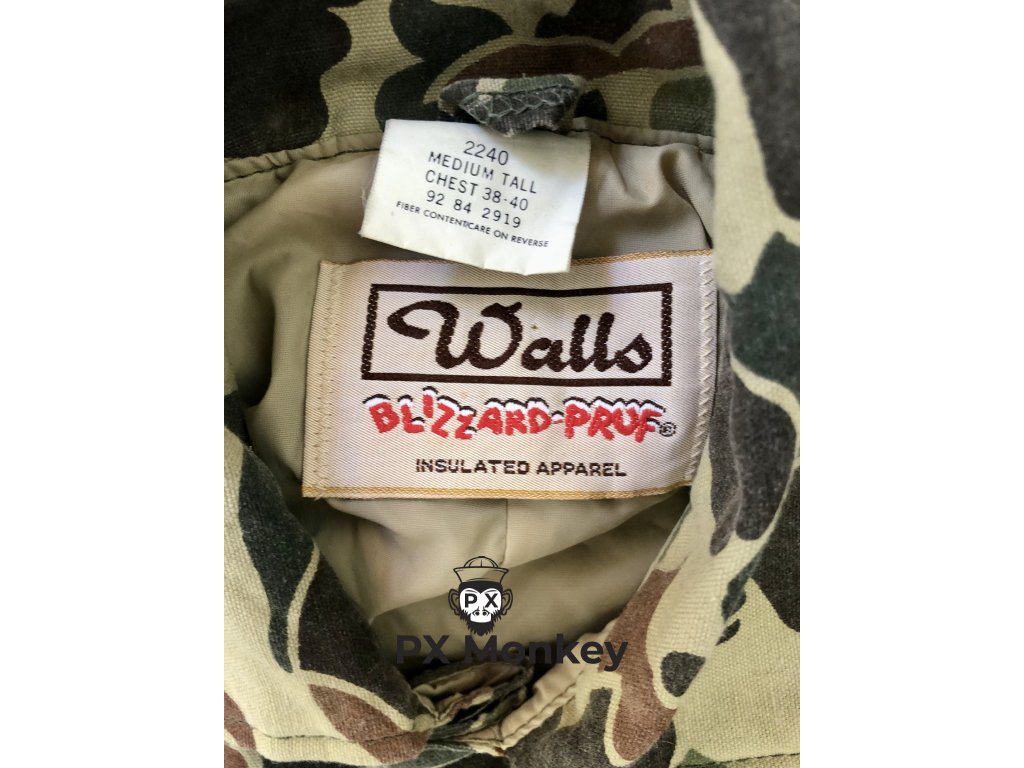 2240
MEDIUM TALL
CHEST 38-40
92 84 2919
FIBER CONTENT/CARE ON REVERSE
Walls
BLIZZARD-PRUF®
INSULATED APPAREL
PX
PX Monkey